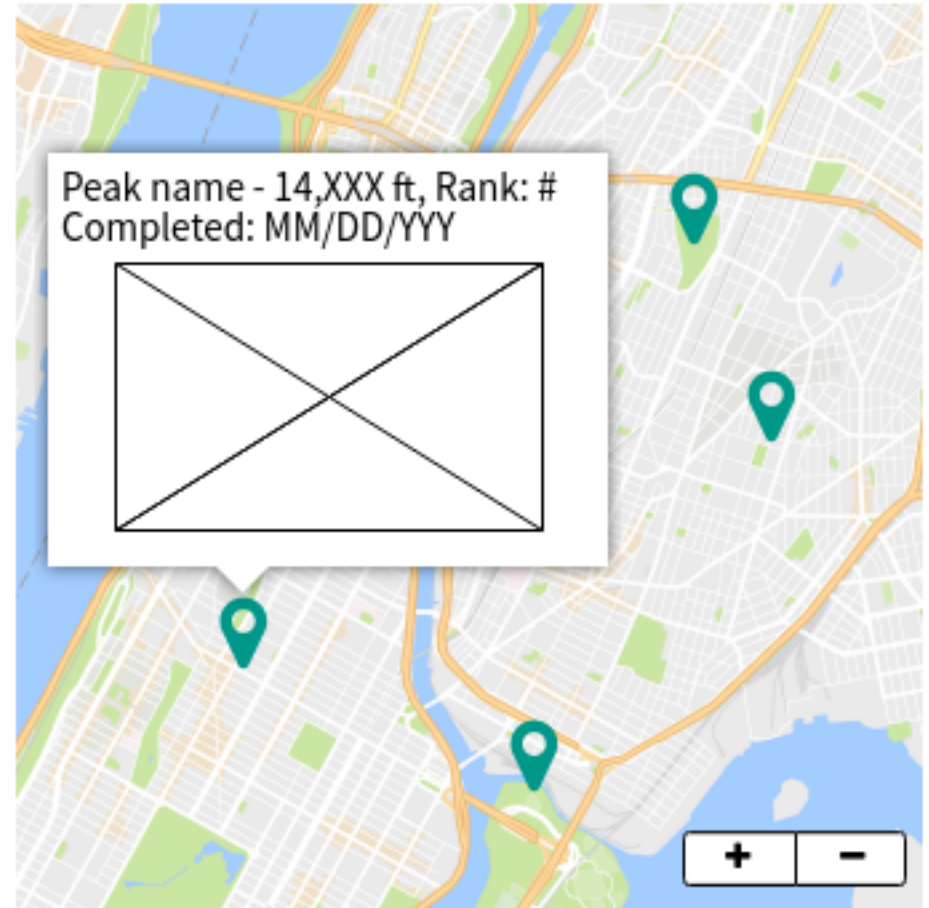 Peak name - 14,XXX ft, Rank: #
Completed: MM/DD/YYY
+ −